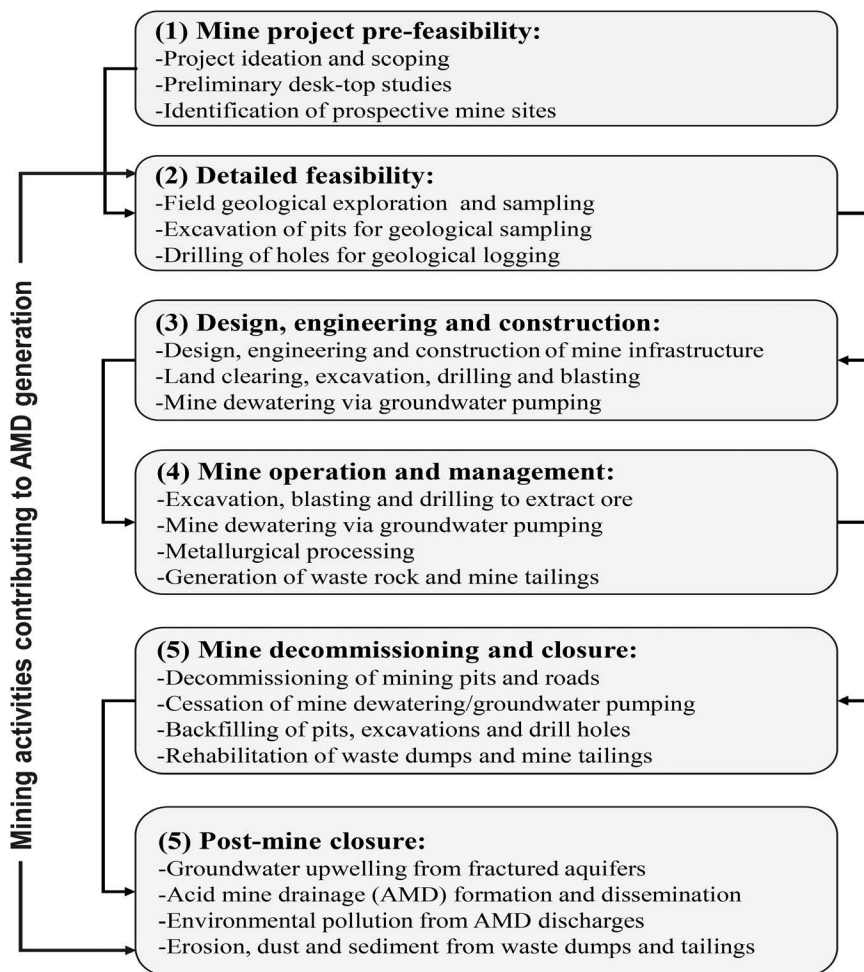 Mining activities contributing to AMD generation
(1) Mine project pre-feasibility:
-Project ideation and scoping
-Preliminary desk-top studies
-Identification of prospective mine sites
(2) Detailed feasibility:
-Field geological exploration and sampling
-Excavation of pits for geological sampling
-Drilling of holes for geological logging
(3) Design, engineering and construction:
-Design, engineering and construction of mine infrastructure
-Land clearing, excavation, drilling and blasting
-Mine dewatering via groundwater pumping
(4) Mine operation and management:
-Excavation, blasting and drilling to extract ore
-Mine dewatering via groundwater pumping
-Metallurgical processing
-Generation of waste rock and mine tailings
(5) Mine decommissioning and closure:
-Decommissioning of mining pits and roads
-Cessation of mine dewatering/groundwater pumping
-Backfilling of pits, excavations and drill holes
-Rehabilitation of waste dumps and mine tailings
(5) Post-mine closure:
-Groundwater upwelling from fractured aquifers
-Acid mine drainage (AMD) formation and dissemination
-Environmental pollution from AMD discharges
-Erosion, dust and sediment from waste dumps and tailings